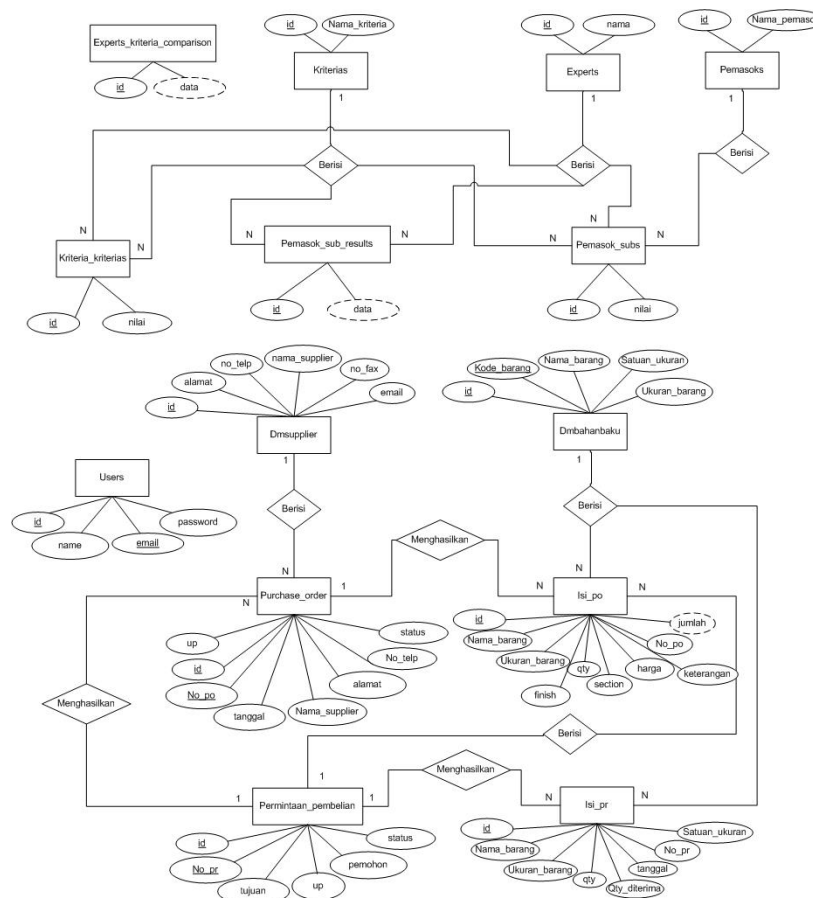 id
Nama_kriteria
id
nama
id
Nama_pemaso
Experts_kriteria_comparison
Kriterias
Experts
Pemasoks
id
data
1
1
1
Berisi
Berisi
Berisi
N
N
N
N
N
N
N
Kriteria_kriterias
Pemasok_sub_results
Pemasok_subs
id
nilai
id
data
id
nilai
no_telp
nama_supplier
alamat
no_fax
id
email
Kode_barang
Nama_barang
Satuan_ukuran
id
Ukuran_barang
Dmsupplier
Dmbahanbaku
1
1
Users
id
name
email
password
Berisi
Berisi
Menghasilkan
N
N
N
1
N
N
Purchase_order
Isi_po
up
id
No_po
tanggal
Nama_supplier
alamat
No_telp
status
id
Nama_barang
Ukuran_barang
finish
qty
section
harga
keterangan
No_po
jumlah
Menghasilkan
Berisi
Menghasilkan
1
1
1
N
N
Permintaan_pembelian
Isi_pr
id
No_pr
tujuan
up
pemohon
status
id
Nama_barang
Ukuran_barang
qty
Qty_diterima
tanggal
No_pr
Satuan_ukuran